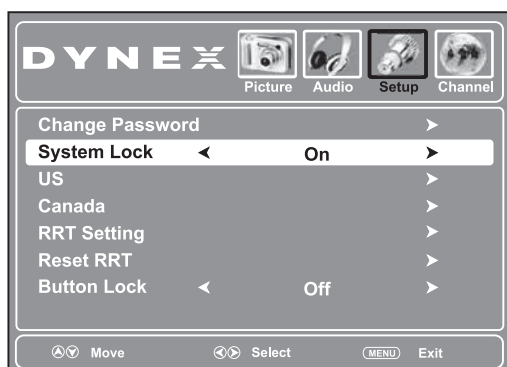 DYNEX
Picture Audio Setup Channel
Change Password
System Lock On
US
Canada
RRT Setting
Reset RRT
Button Lock Off
Move Select MENU Exit